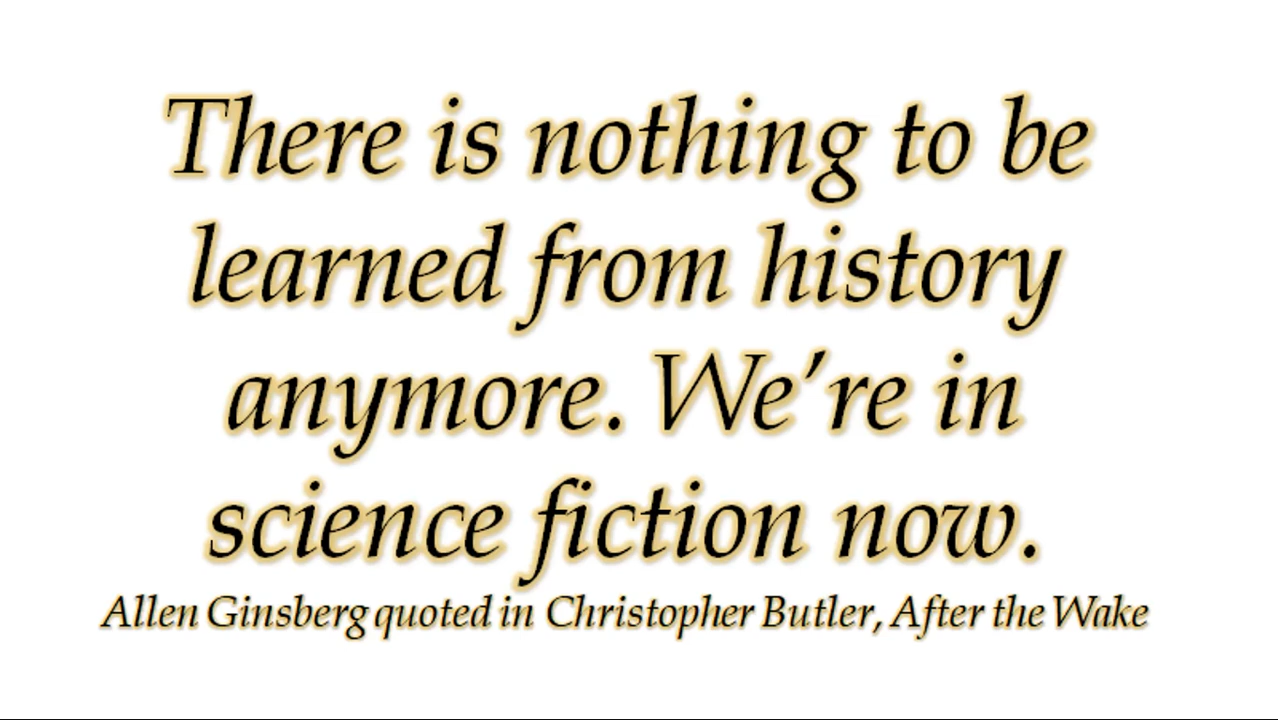 There is nothing to be
learned from history
anymore. We’re in
science fiction now.
Allen Ginsberg quoted in Christopher Butler, After the Wake